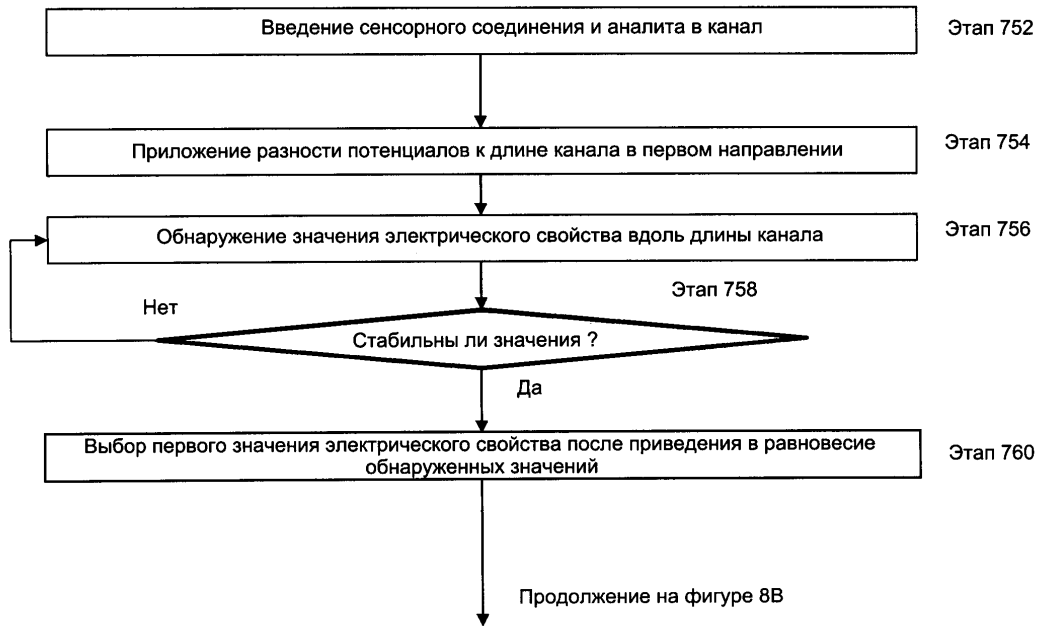 Введение сенсорного соединения и аналита в канал
Этап 752
Приложение разности потенциалов к длине канала в первом направлении
Этап 754
Обнаружение значения электрического свойства вдоль длины канала
Этап 756
Этап 758
Нет
Стабильны ли значения ?
Да
Выбор первого значения электрического свойства после приведения в равновесие
обнаруженных значений
Этап 760
Продолжение на фигуре 8B